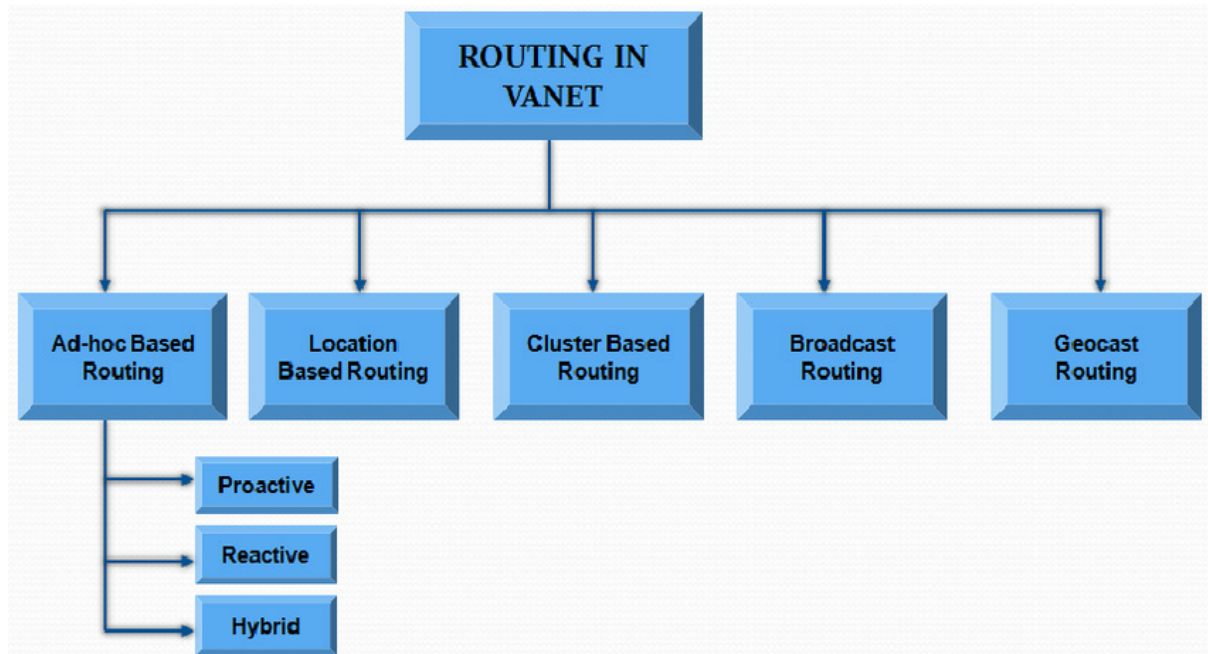 ROUTING IN
VANET
Ad-hoc Based
Routing
Location
Based Routing
Cluster Based
Routing
Broadcast
Routing
Geocast
Routing
Proactive
Reactive
Hybrid